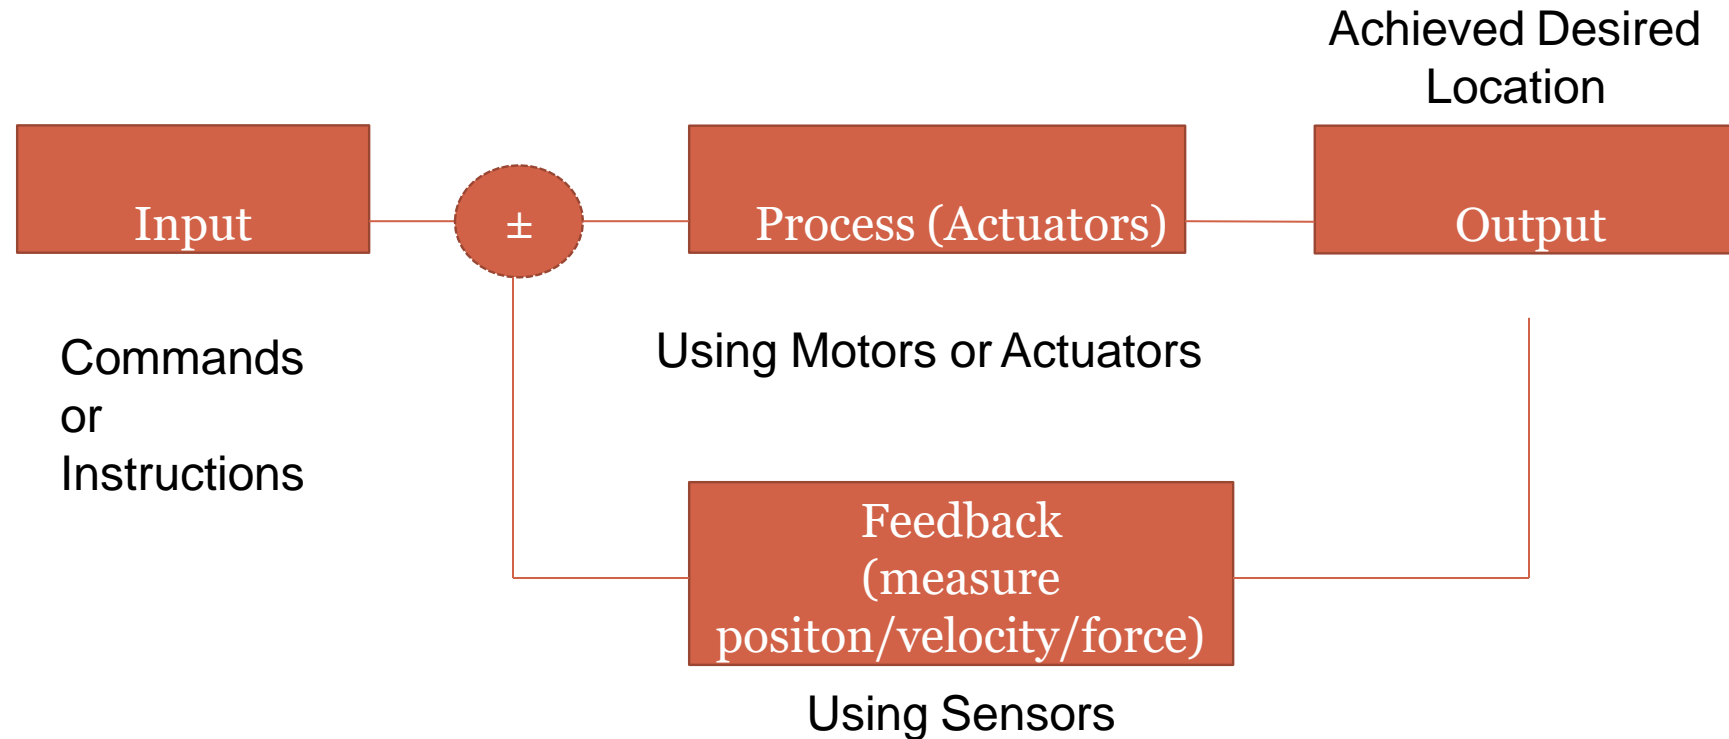 Achieved Desired
Location
Input
±
Process (Actuators)
Output
Commands
or
Instructions
Using Motors or Actuators
Feedback
(measure
positon/velocity/force)
Using Sensors